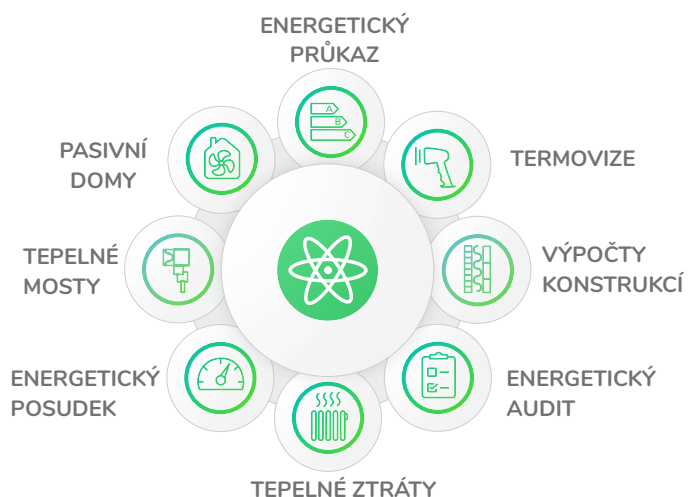 ENERGETICKÝ
PRŮKAZ
A
B
C
PASIVNÍ
DOMY
TERMOVIZE
TEPELNÉ
MOSTY
VÝPOČTY
KONSTRUKCÍ
ENERGETICKÝ
POSUDEK
ENERGETICKÝ
AUDIT
TEPELNÉ ZTRÁTY